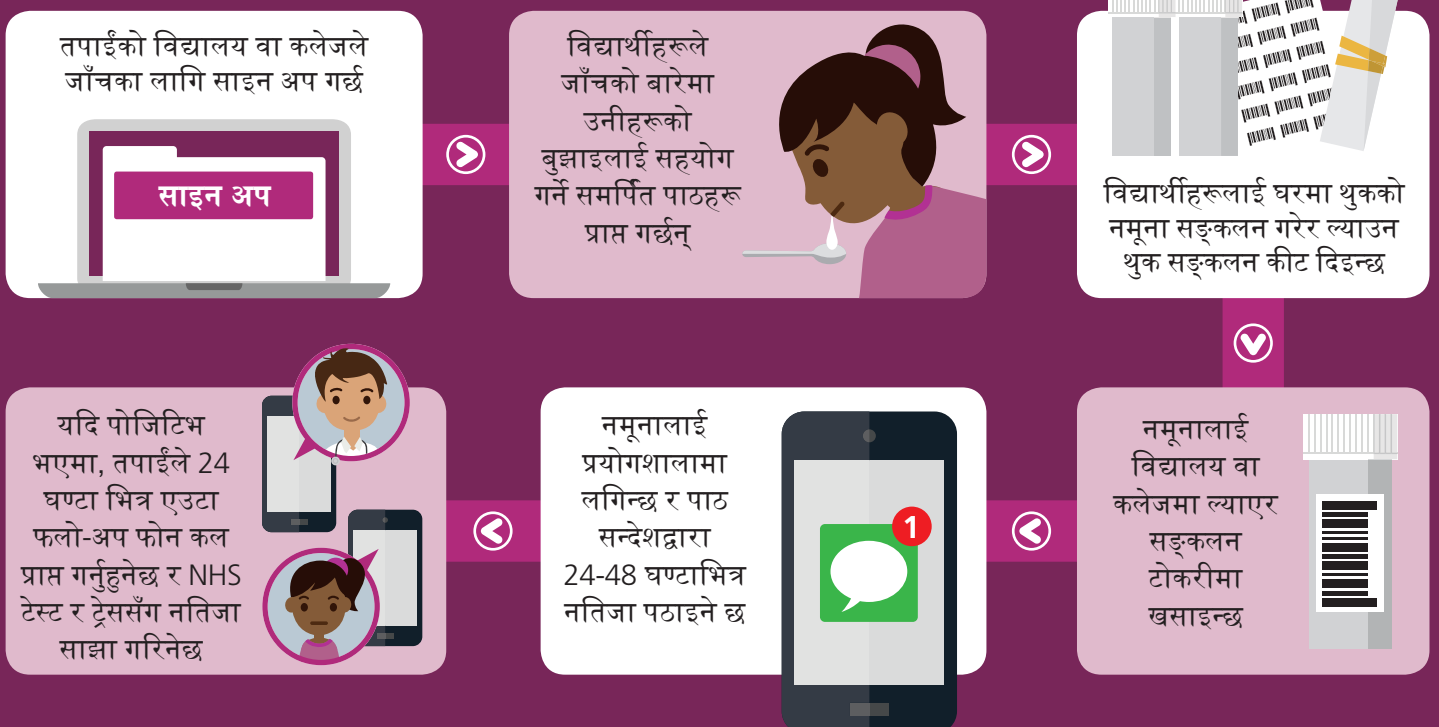 तपाईंको विद्यालय वा कलेजले
जाँचका लागि साइन अप गर्छ
साइन अप
विद्यार्थीहरूले
जाँचको बारेमा
उनीहरूको
बुझाइलाई सहयोग
गर्ने समर्पित पाठहरू
प्राप्त गर्छन्
विद्यार्थीहरूलाई घरमा थुकको
नमूना सङ्कलन गरेर ल्याउन
थुक सङ्कलन कीट दिइन्छ
नमूनालाई
विद्यालय वा
कलेजमा ल्याएर
सङ्कलन
टोकरीमा
खसाइन्छ
नमूनालाई
प्रयोगशालामा
लगिन्छ र पाठ
सन्देशद्वारा
24-48 घण्टाभित्र
नतिजा पठाइने छ
1
यदि पोजिटिभ
भएमा, तपाईंले 24
घण्टा भित्र एउटा
फलो-अप फोन कल
प्राप्त गर्नुहुनेछ र NHS
टेस्ट र ट्रेससँग नतिजा
साझा गरिनेछ